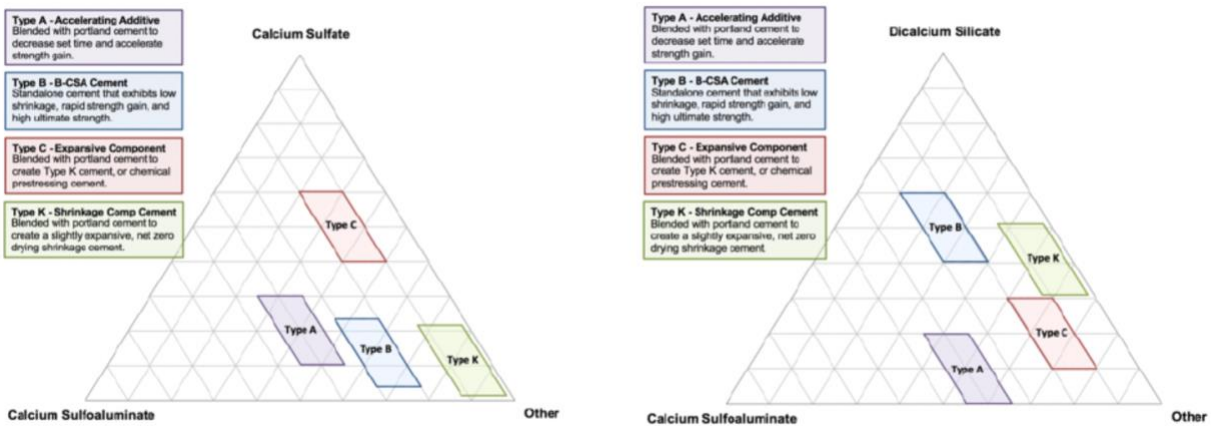 Type A - Accelerating Additive
Blended with portland cement to
decrease set time and accelerate
strength gain.
Type B - B-CSA Cement
Standalone cement that exhibits low
shrinkage, rapid strength gain, and
high ultimate strength.
Type C - Expansive Component
Blended with portland cement to
create Type K cement, or chemical
prestressing cement.
Type K - Shrinkage Comp Cement
Blended with portland cement to
create a slightly expansive, net zero
drying shrinkage cement.
Calcium Sulfate
Type C
Type A
Type B
Type K
Calcium Sulfoaluminate
Other
Type A - Accelerating Additive
Blended with portland cement to
decrease set time and accelerate
strength gain.
Type B - B-CSA Cement
Standalone cement that exhibits low
shrinkage, rapid strength gain, and
high ultimate strength.
Type C - Expansive Component
Blended with portland cement to
create Type K cement, or chemical
prestressing cement.
Type K - Shrinkage Comp Cement
Blended with portland cement to
create a slightly expansive, net zero
drying shrinkage cement
Dicalcium Silicate
Type B
Type K
Type C
Type A
Calcium Sulfoaluminate
Other